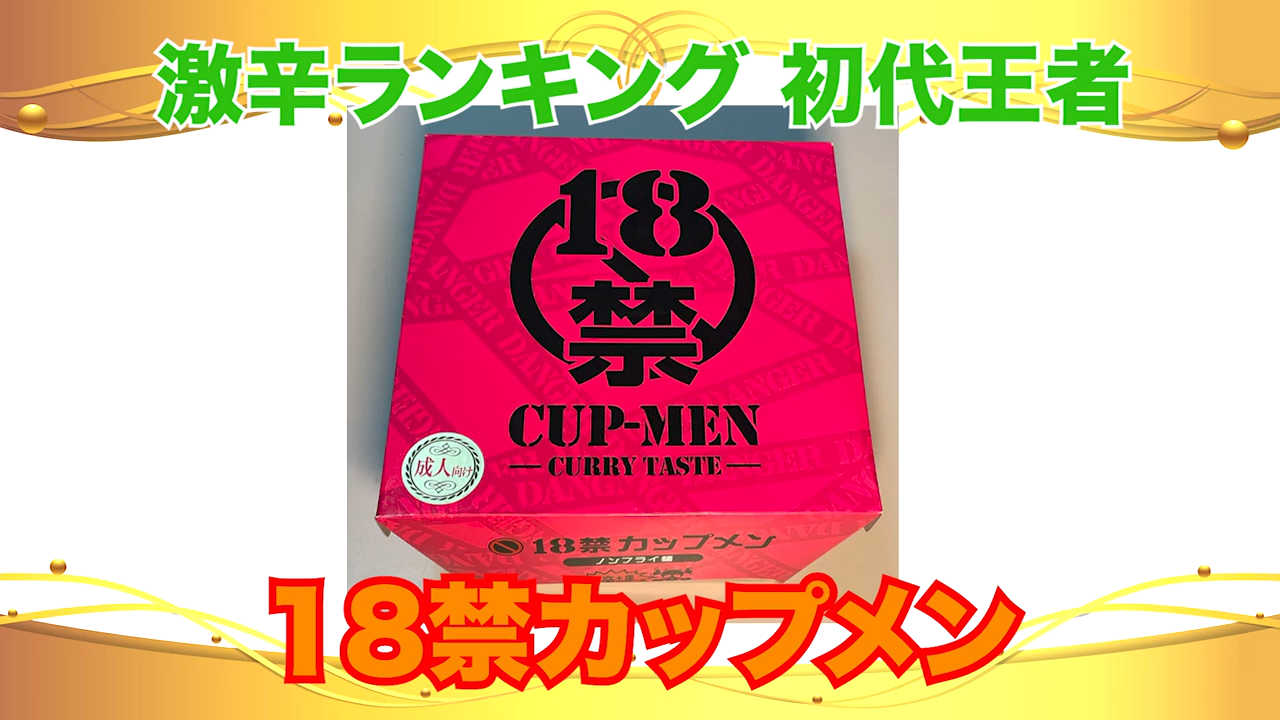 激辛ランキング 初代王者
18
禁
CUP-MEN
CURRY TASTE
成人向け
18禁カップメン
ノンフライ麺
18禁カップメン